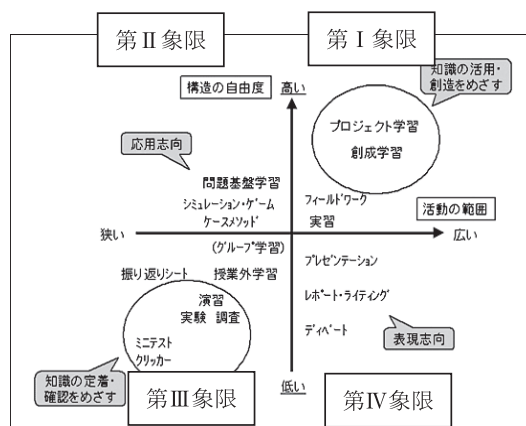 第Ⅱ象限
第Ⅰ象限
構造の自由度
高い
知識の活用・
創造をめざす
プロジェクト学習
創成学習
応用志向
問題基盤学習
シミュレーション・ゲーム
ケースメソッド
フィールドワーク
実習
活動の範囲
狭い
広い
(グループ学習)
振り返りシート
授業外学習
プレゼンテーション
演習
実験 調査
レポート・ライティング
ミニテスト
クリッカー
ディベート
表現志向
知識の定着・
確認をめざす
低い
第Ⅲ象限
第Ⅳ象限